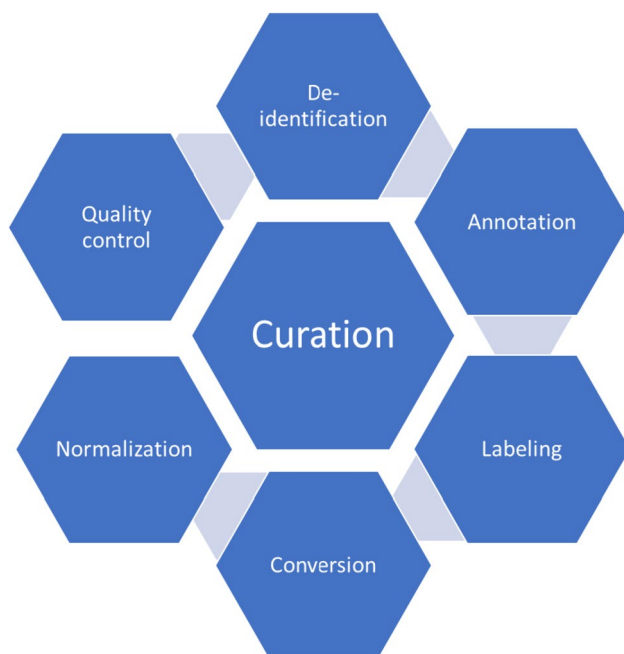 De-
identification
Quality
control
Annotation
Curation
Normalization
Labeling
Conversion